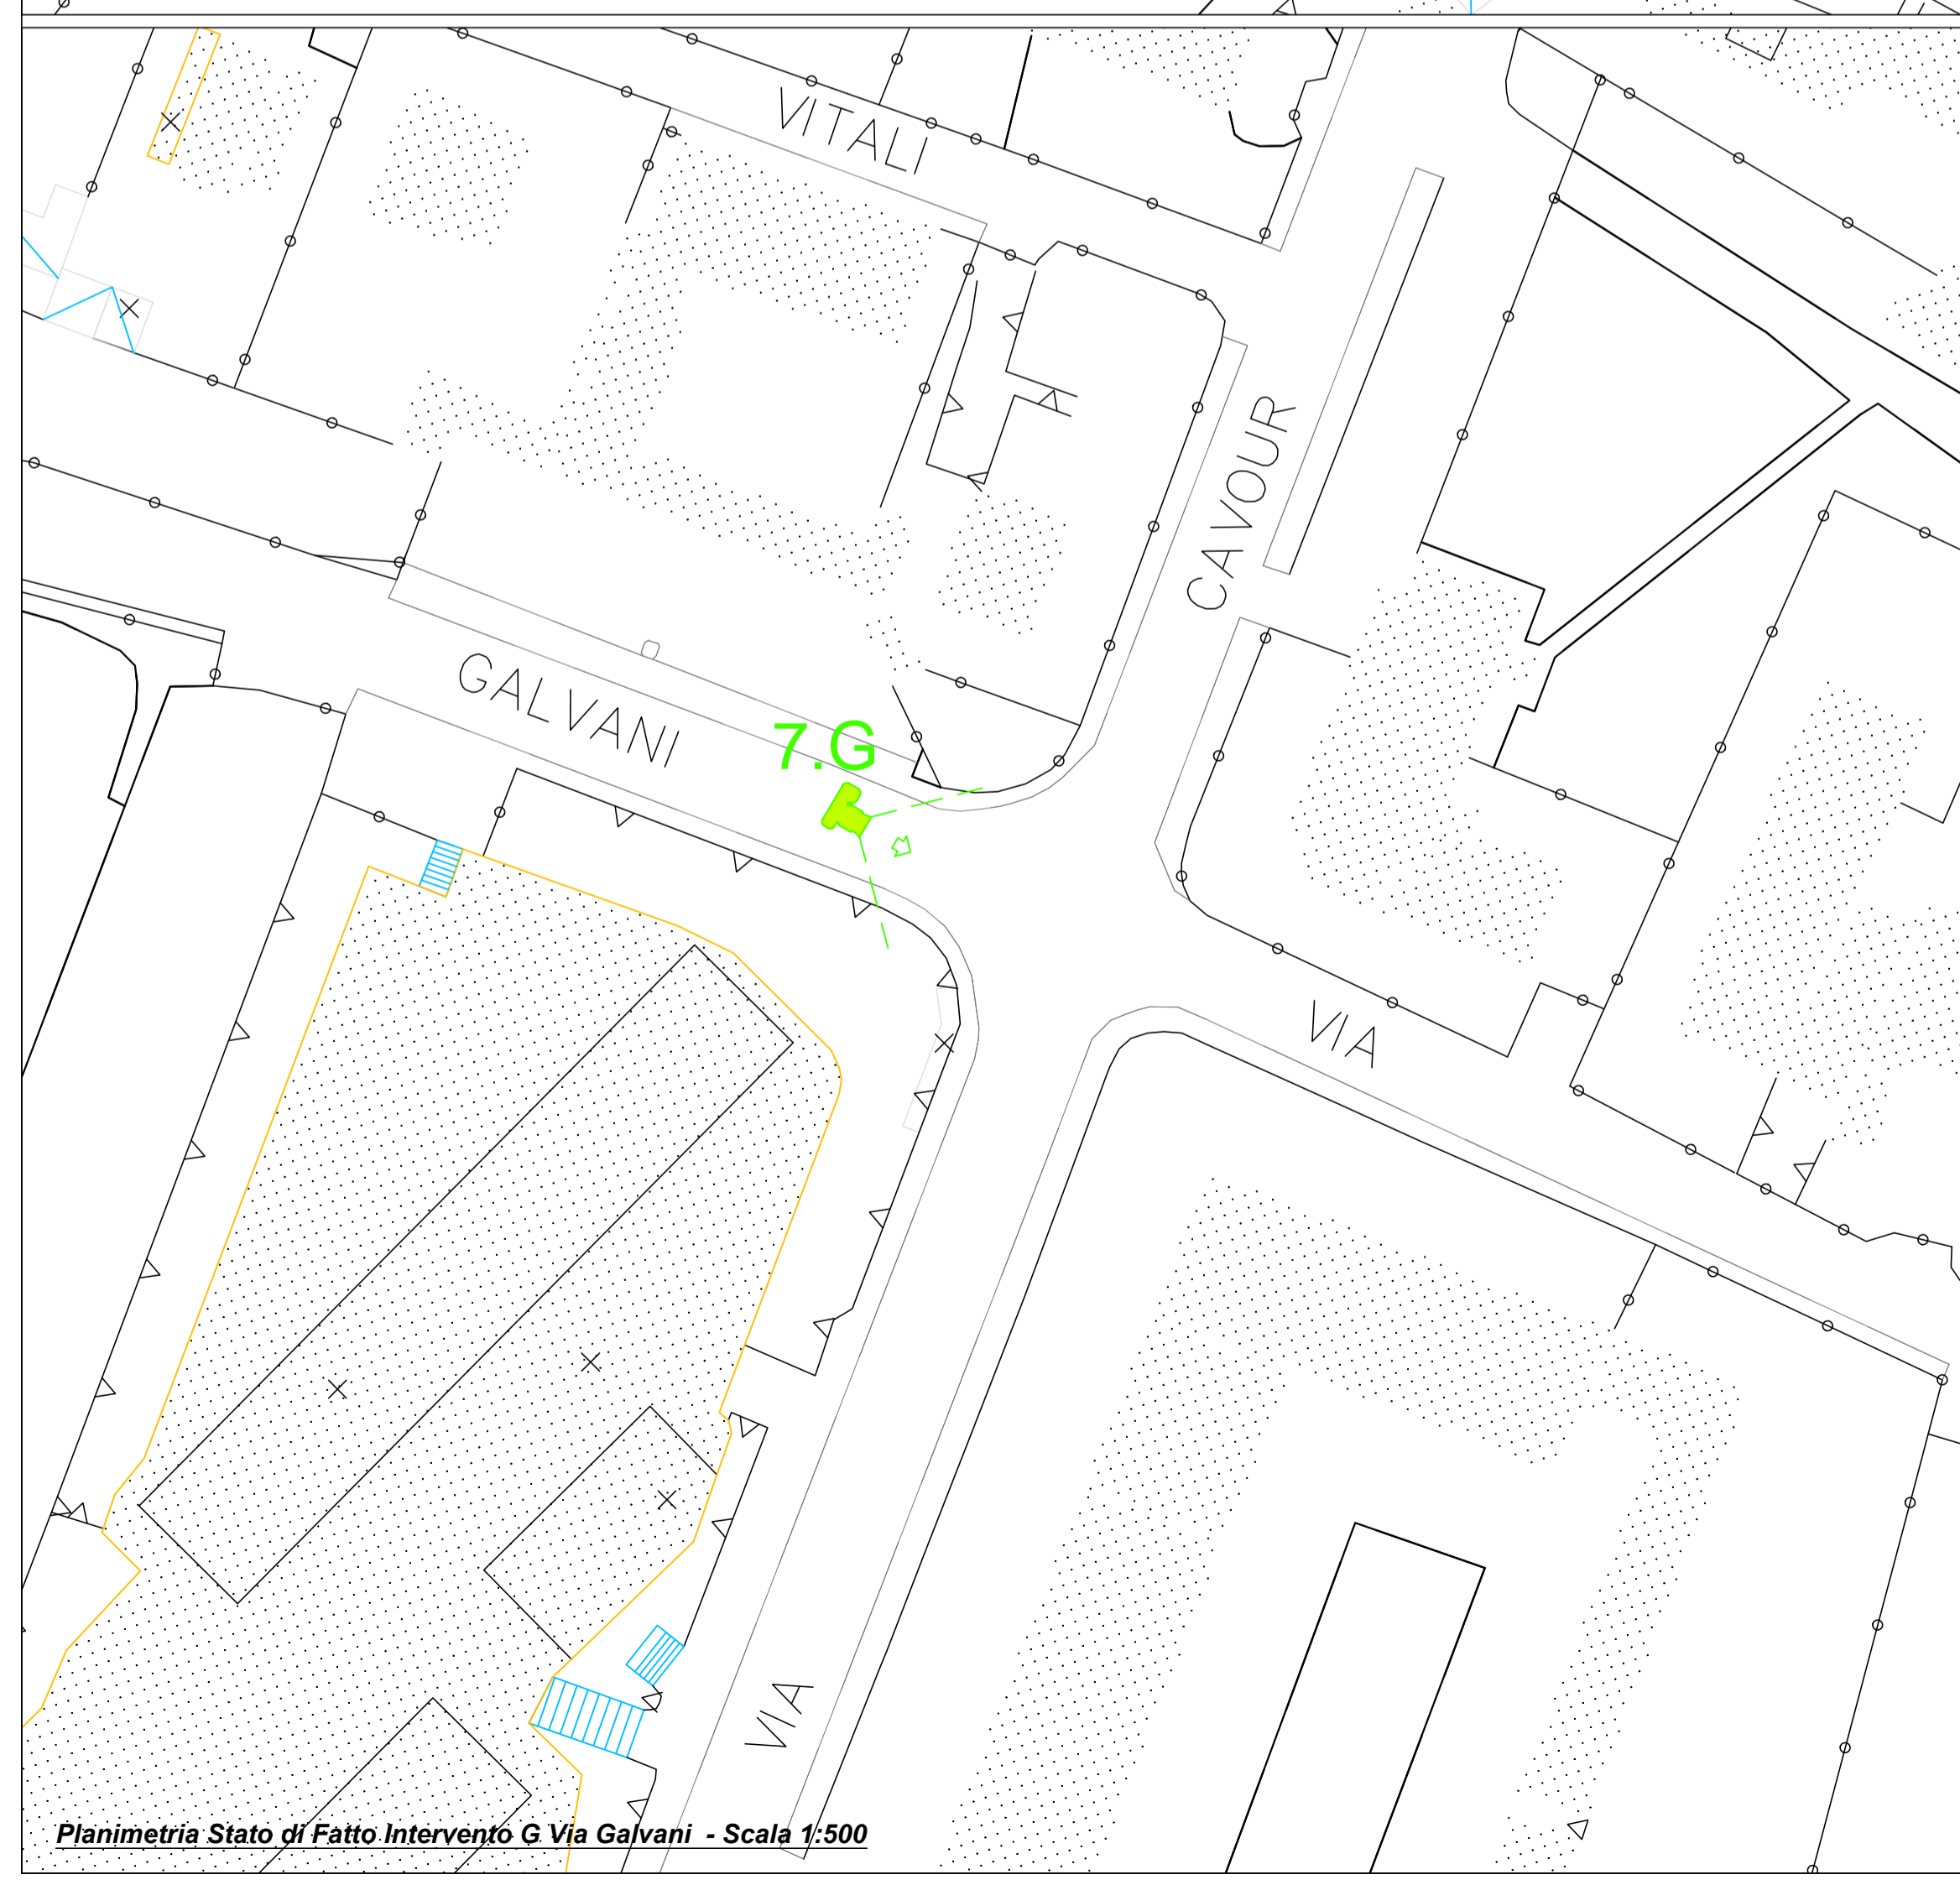 VITALI
CAVOUR
GALVANI
7.G
VIA
VIA
Planimetria Stato di Fatto Intervento G Via Galvani - Scala 1:500